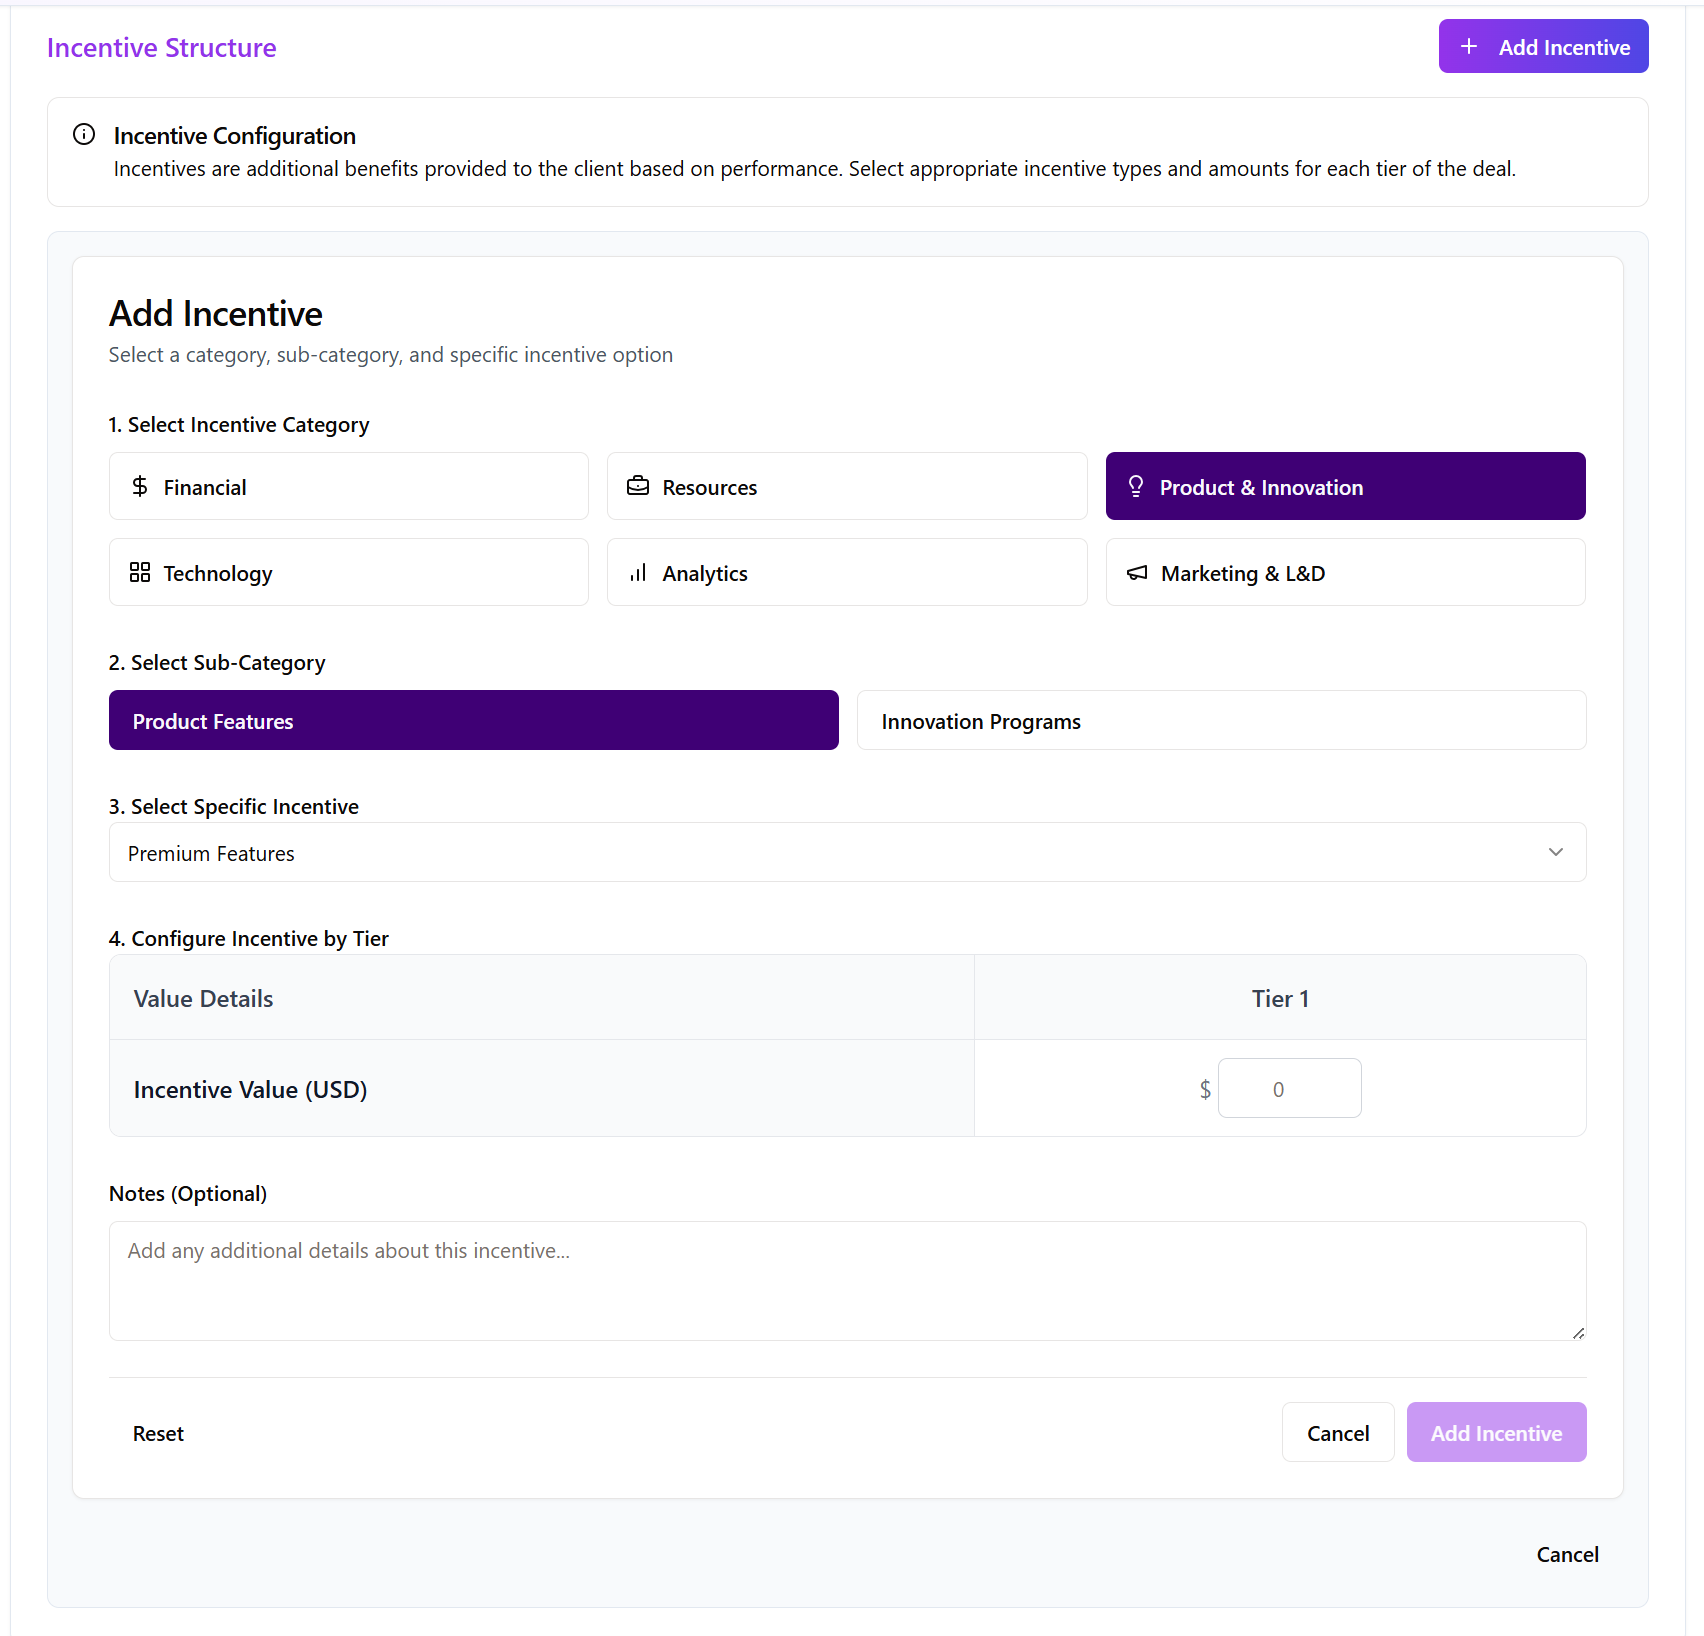 Incentive Structure
Add Incentive
Incentive Configuration
Incentives are additional benefits provided to the client based on performance. Select appropriate incentive types and amounts for each tier of the deal.
Add Incentive
Select a category, sub-category, and specific incentive option
1. Select Incentive Category
$ Financial
Resources
Product & Innovation
Technology
Analytics
Marketing & L&D
2. Select Sub-Category
Product Features
Innovation Programs
3. Select Specific Incentive
Premium Features
4. Configure Incentive by Tier
Value Details
Tier 1
Incentive Value (USD)
$ 0
Notes (Optional)
Add any additional details about this incentive...
Reset
Cancel
Add Incentive
Cancel